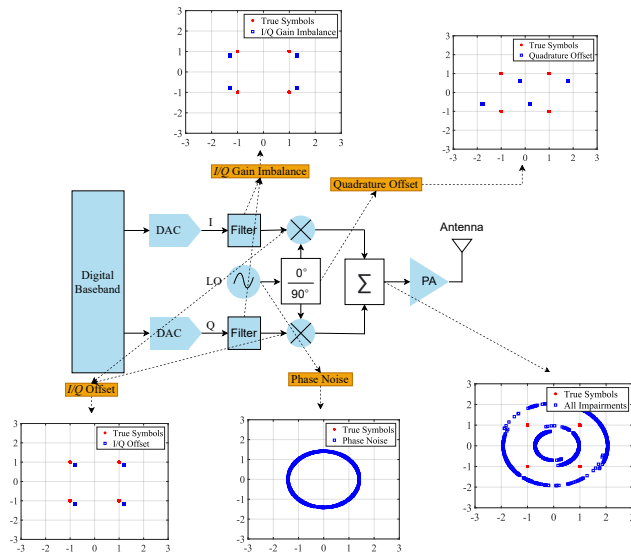 True Symbols
I/Q Gain Imbalance
3
2
1
0
-1
-2
-3
-3 -2 -1 0 1 2 3
True Symbols
Quadrature Offset
3
2
1
0
-1
-2
-3
-3 -2 -1 0 1 2 3
I/Q Gain Imbalance
Quadrature Offset
Digital
Baseband
DAC
I
Filter
LO
0°
90°
Σ
PA
Antenna
DAC
Q
Filter
I/Q Offset
Phase Noise
True Symbols
I/Q Offset
3
2
1
0
-1
-2
-3
-3 -2 -1 0 1 2 3
True Symbols
Phase Noise
3
2
1
0
-1
-2
-3
-3 -2 -1 0 1 2 3
True Symbols
All Impairments
3
2
1
0
-1
-2
-3
-3 -2 -1 0 1 2 3